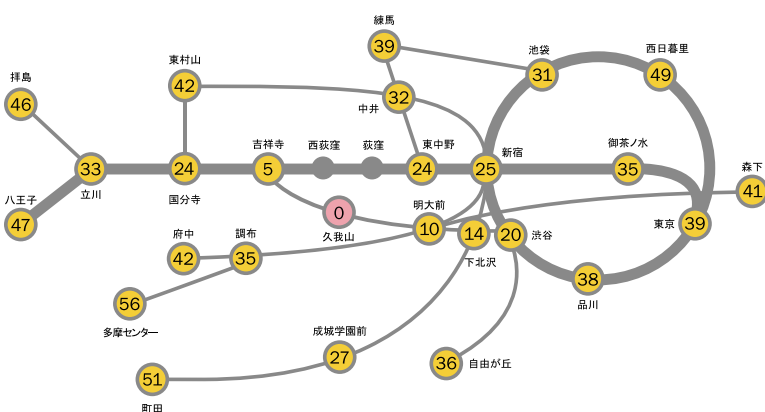 練馬
39
池袋
31
西日暮里
49
拝島
46
東村山
42
中井
32
吉祥寺
5
西荻窪
荻窪
東中野
24
新宿
25
御茶ノ水
35
森下
41
33
立川
24
国分寺
八王子
47
0
久我山
明大前
10
14
下北沢
20
渋谷
東京
39
府中
42
調布
35
38
品川
56
多摩センター
成城学園前
27
36
自由が丘
51
町田